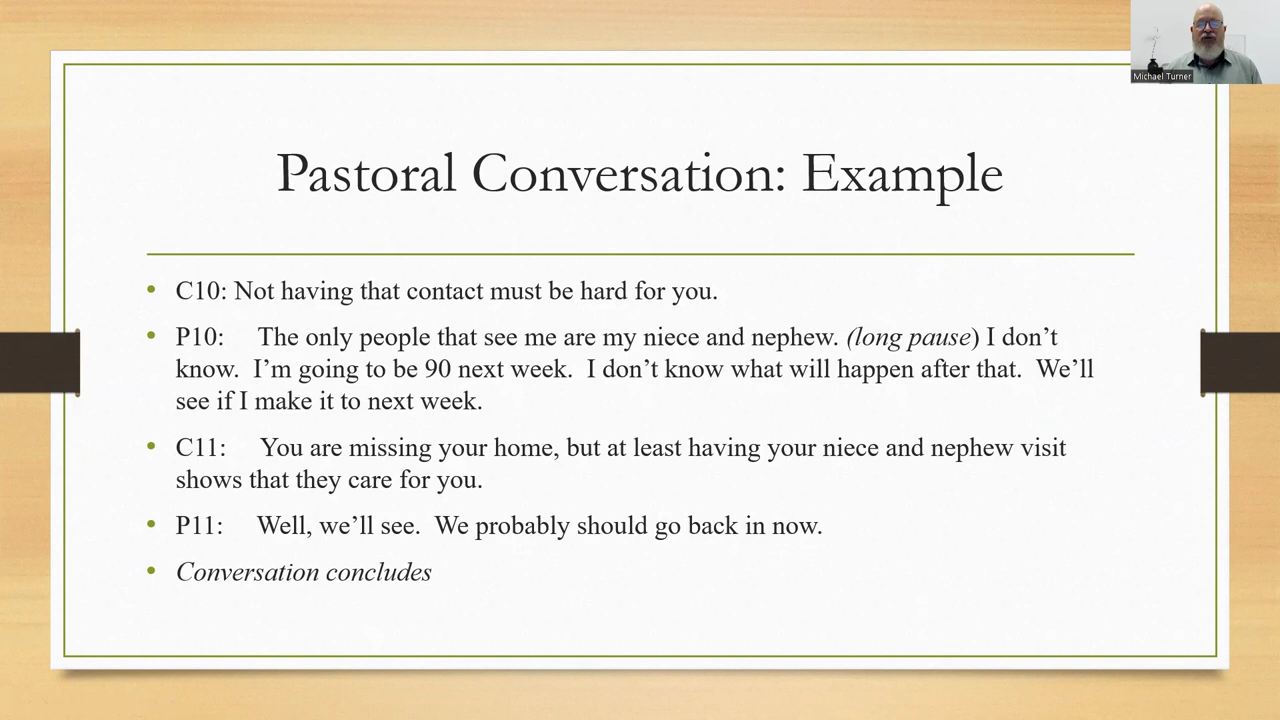 Michael Turner
Pastoral Conversation: Example
• C10: Not having that contact must be hard for you.
• P10: The only people that see me are my niece and nephew. (long pause) I don’t
know. I’m going to be 90 next week. I don’t know what will happen after that. We’ll
see if I make it to next week.
• C11: You are missing your home, but at least having your niece and nephew visit
shows that they care for you.
• P11: Well, we’ll see. We probably should go back in now.
• Conversation concludes